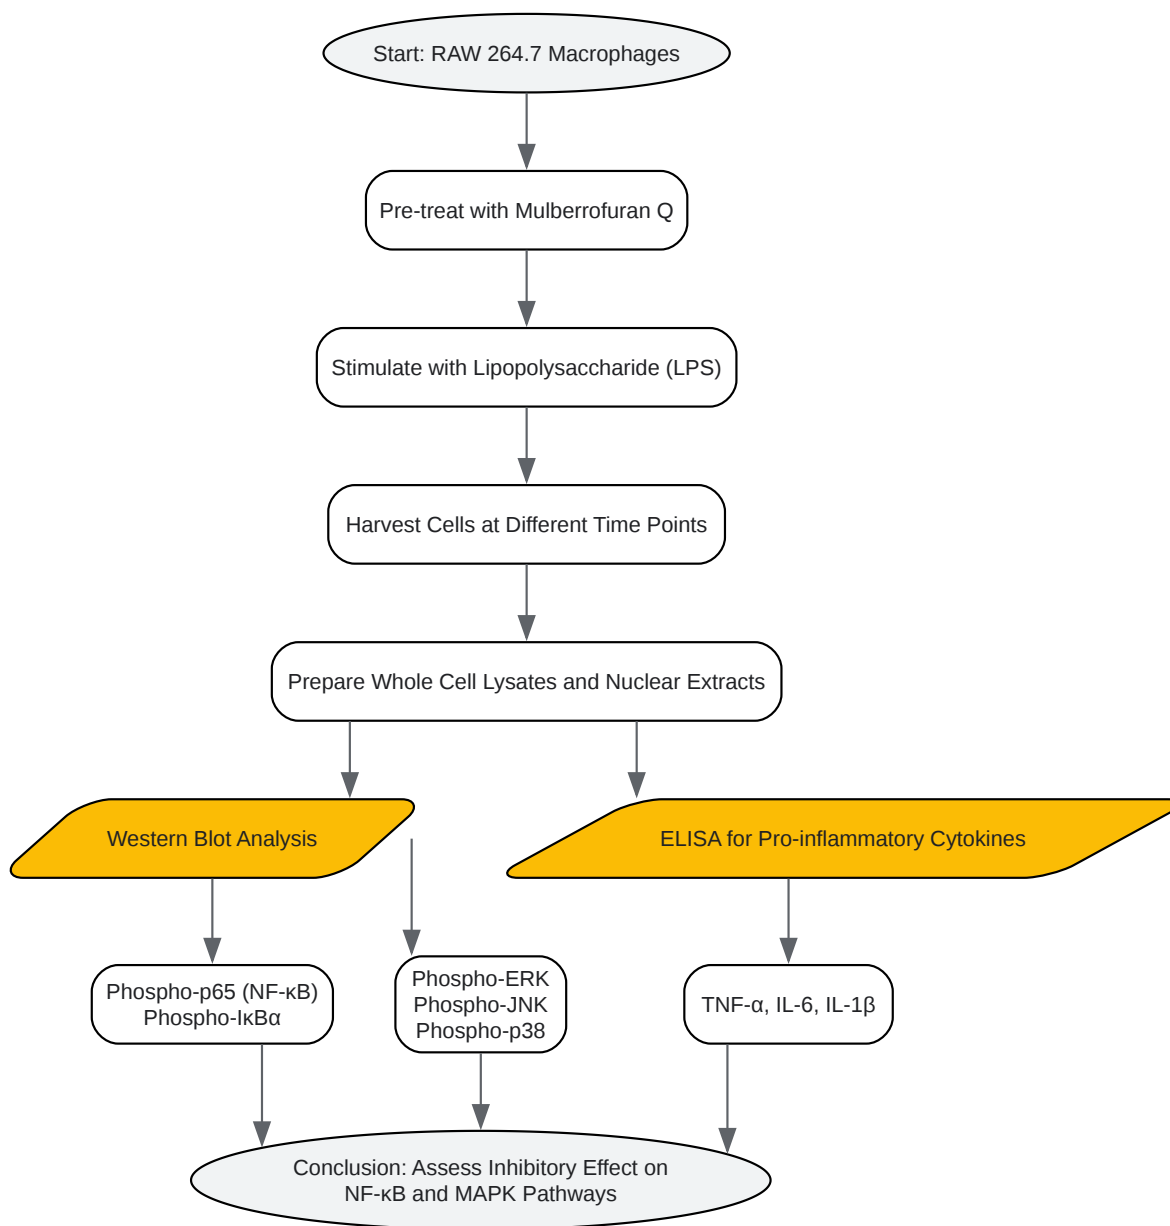 Start: RAW 264.7 Macrophages
Pre-treat with Mulberrofuran Q
Stimulate with Lipopolysaccharide (LPS)
Harvest Cells at Different Time Points
Prepare Whole Cell Lysates and Nuclear Extracts
Western Blot Analysis
ELISA for Pro-inflammatory Cytokines
Phospho-p65 (NF-κB)
Phospho-IκBα
Phospho-ERK
Phospho-JNK
Phospho-p38
TNF-α, IL-6, IL-1β
Conclusion: Assess Inhibitory Effect on
NF-κB and MAPK Pathways